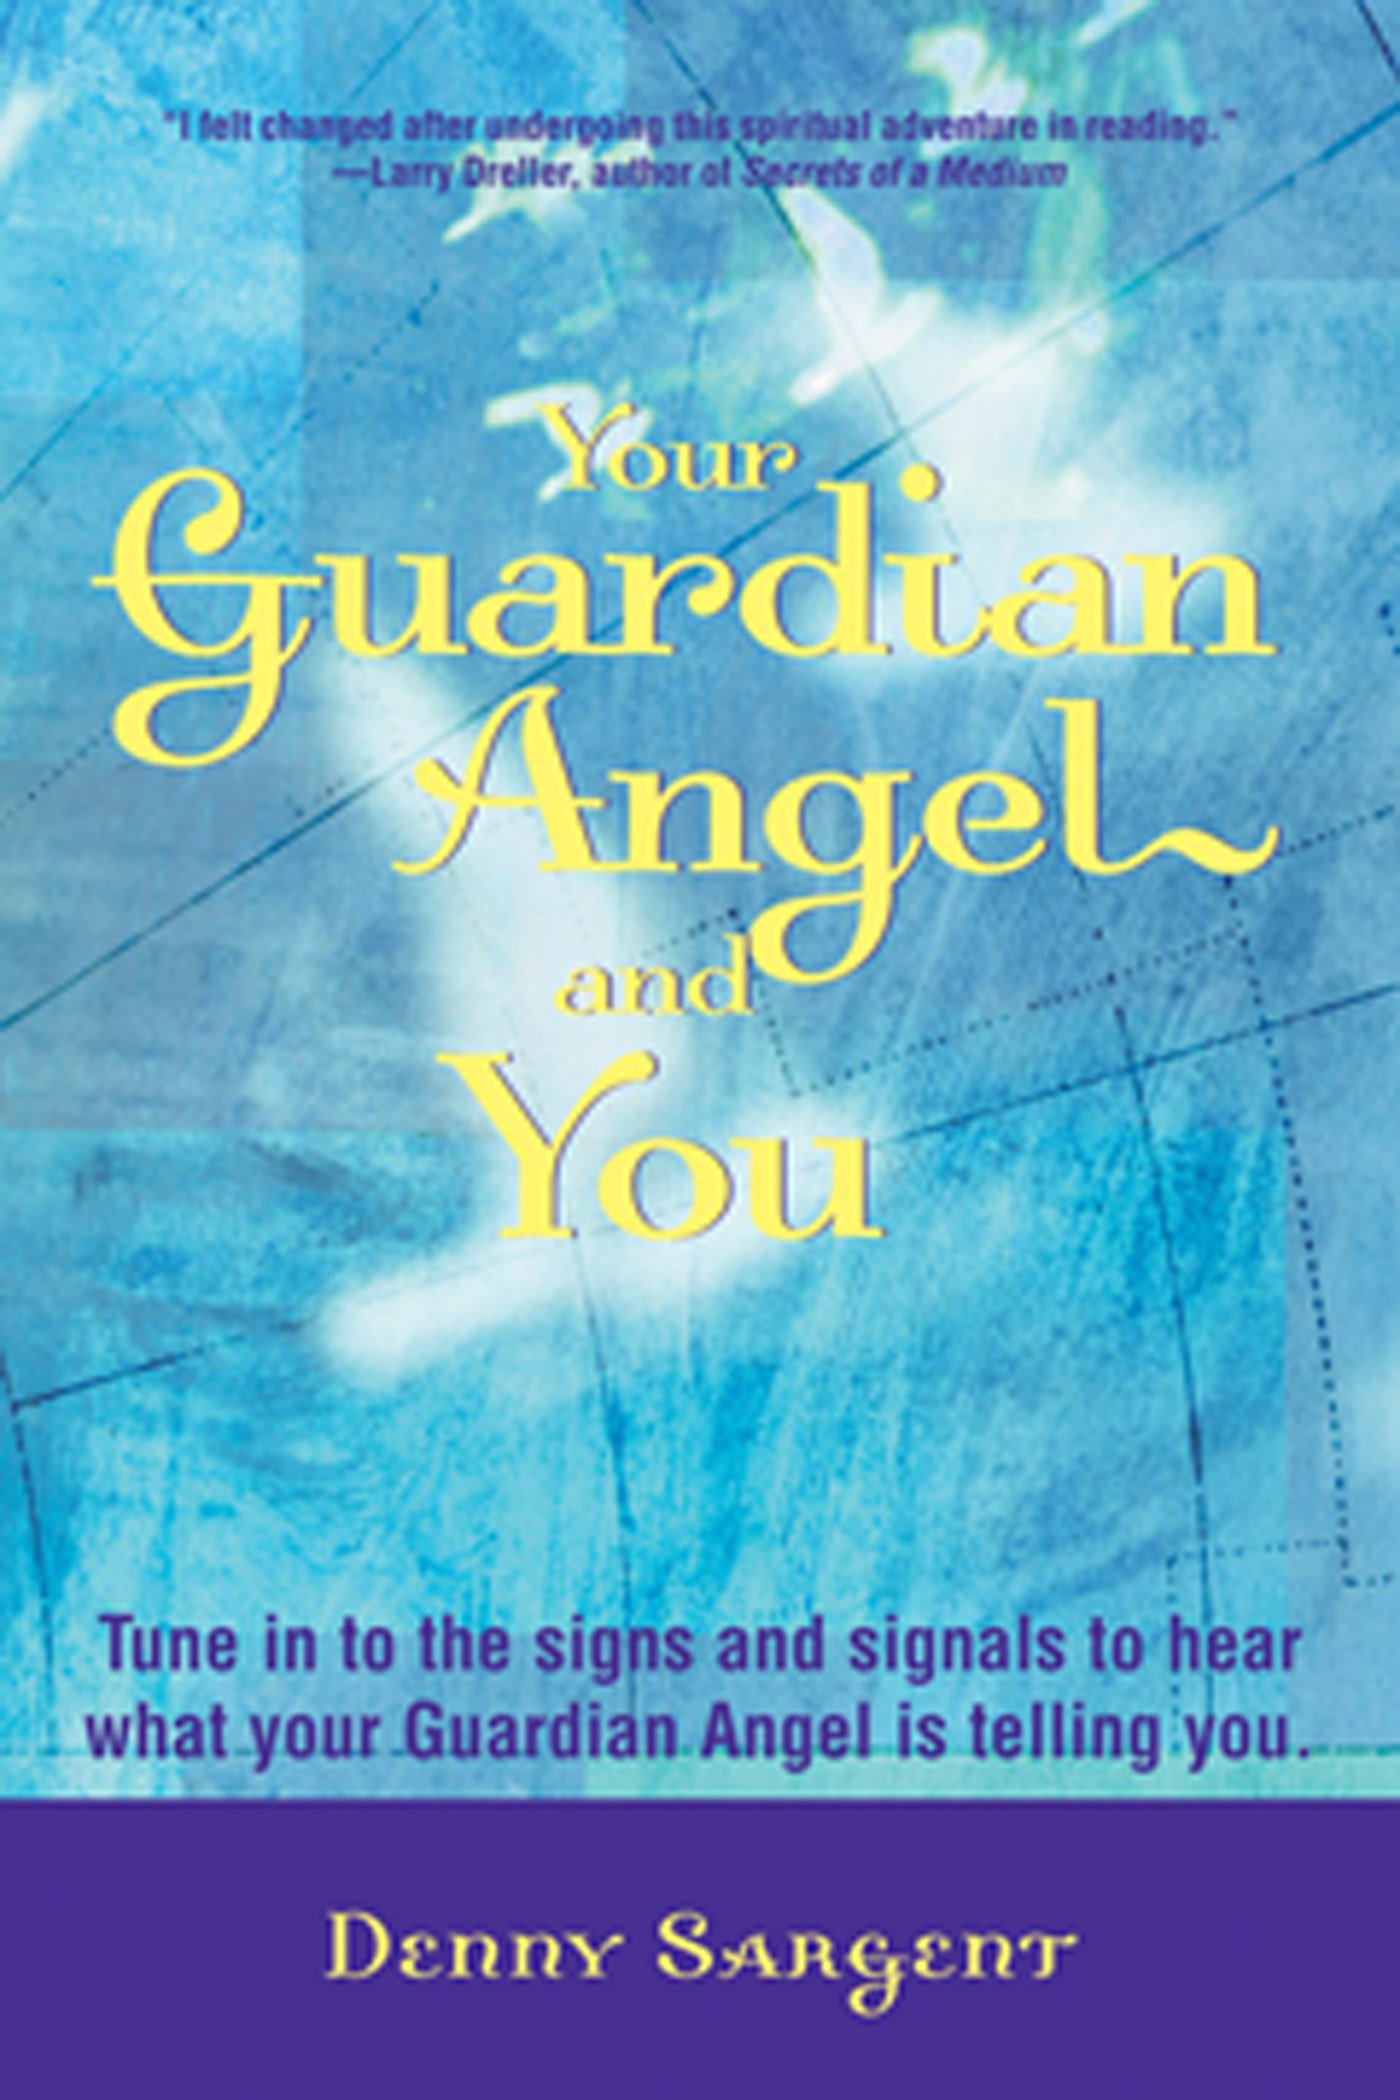 "I felt changed after undergoing this spiritual adventure in reading."
—Larry Dreller, author of Secrets of a Medium
Your
Guardian
Angel
and
You
Tune in to the signs and signals to hear
what your Guardian Angel is telling you.
Denny Sargent